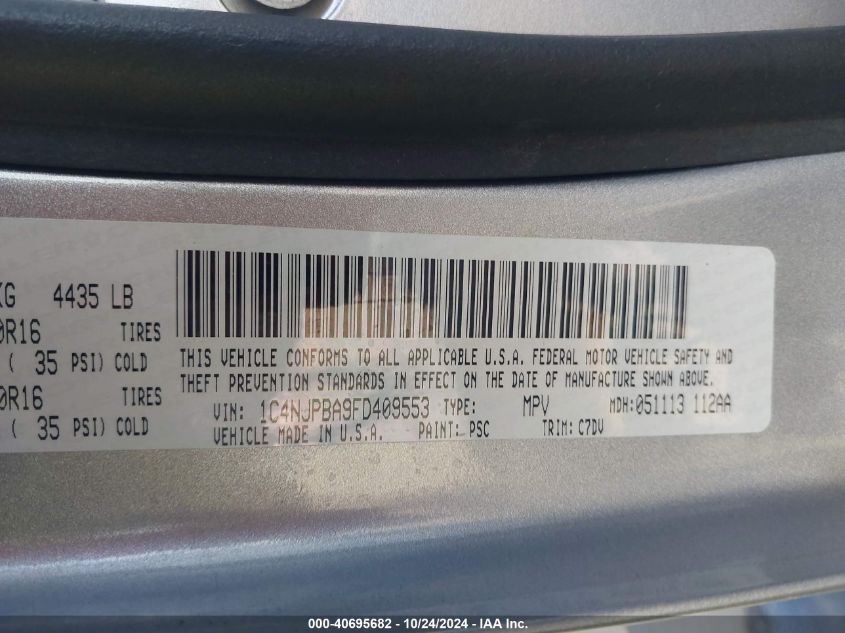 KG 4435 LB
0R16 TIRES
( 35 PSI) COLD
0R16 TIRES
( 35 PSI) COLD
THIS VEHICLE CONFORMS TO ALL APPLICABLE U.S.A. FEDERAL MOTOR VEHICLE SAFETY AND
THEFT PREVENTION STANDARDS IN EFFECT ON THE DATE OF MANUFACTURE SHOWN ABOVE.
VIN: 1C4NJPBA9FD409553 TYPE: MPV MDH:051113 112AA
VEHICLE MADE IN U.S.A. PAINT: PSC TRIM: C7DV
000-40695682 - 10/24/2024 - IAA Inc.